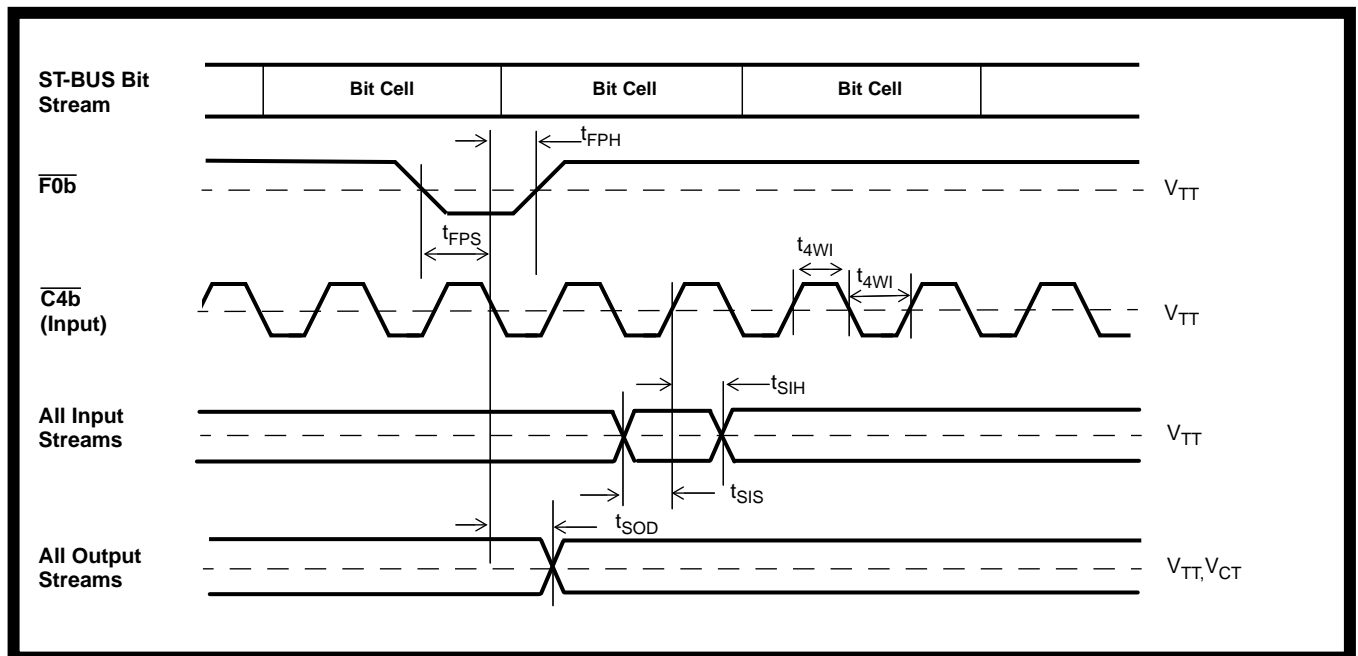 ST-BUS Bit
Stream
Bit Cell
Bit Cell
Bit Cell
tFPH
F0b
VTT
tFPS
t4WI
t4WI
C4b
(Input)
VTT
tSIH
All Input
Streams
VTT
tSIS
tSOD
All Output
Streams
VTT,VCT